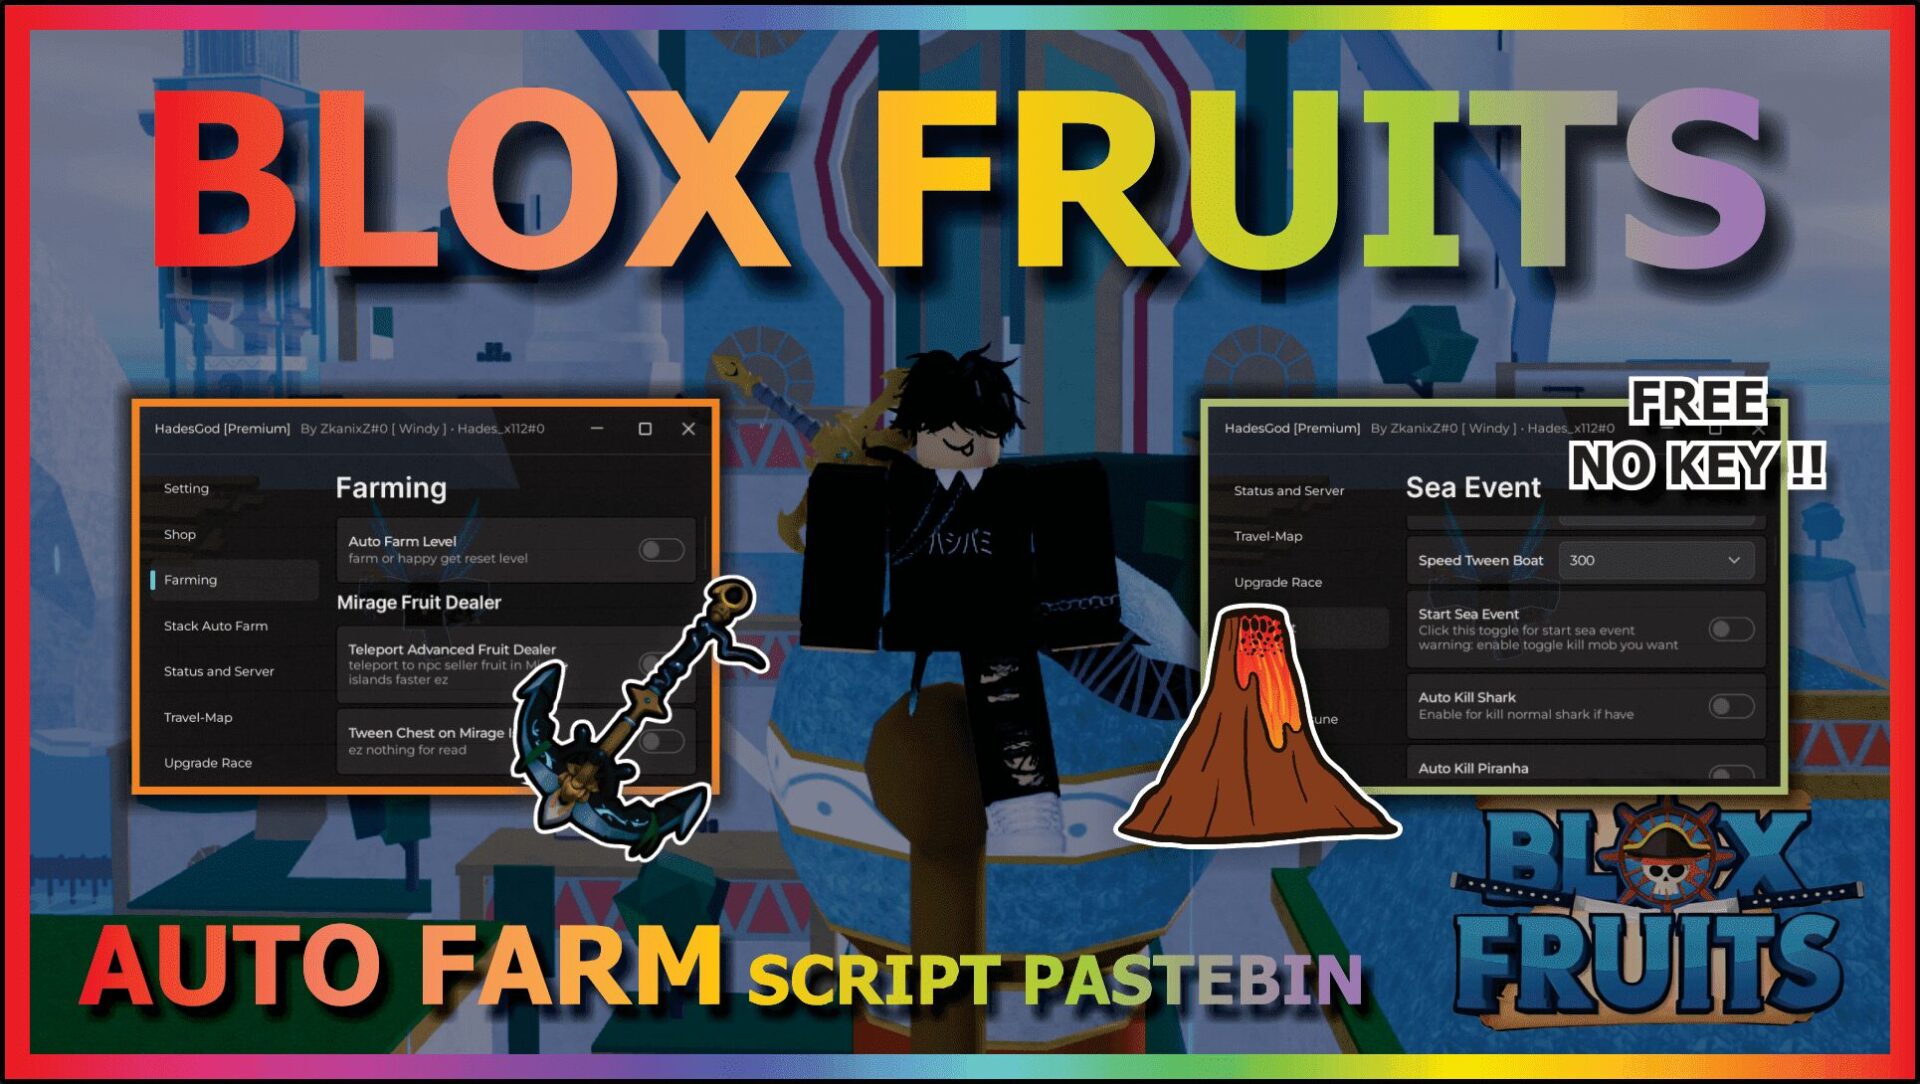 BLOX FRUITS
FREE
NO KEY !!
HadesGod [Premium] By ZkanixZ#0 [ Windy ] • Hades_x112#0
Setting
Shop
Farming
Stack Auto Farm
Status and Server
Travel-Map
Upgrade Race
Farming
Auto Farm Level
farm or happy get reset level
Mirage Fruit Dealer
Teleport Advanced Fruit Dealer
teleport to npc seller fruit in
islands faster ez
Tween Chest on Mirage
ez nothing for read
ハシバミ
HadesGod [Premium] By ZkanixZ#0 [ Windy ] • Hades_x112#0
Status and Server
Travel-Map
Upgrade Race
Sea Event
Speed Tween Boat 300
Start Sea Event
Click this toggle for start sea event
warning: enable toggle kill mob you want
Auto Kill Shark
Enable for kill normal shark if have
Auto Kill Piranha
BLOX
FRUITS
AUTO FARM SCRIPT PASTEBIN